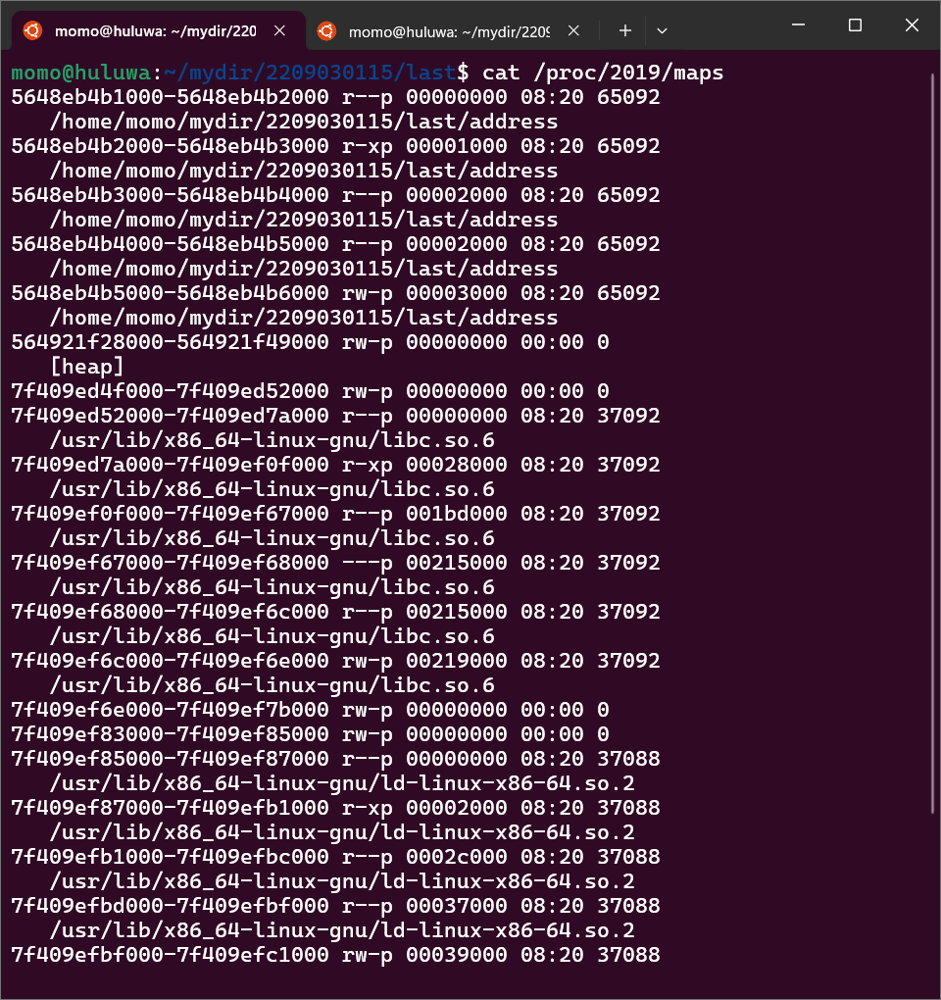 momo@huluwa: ~/mydir/220
momo@huluwa: ~/mydir/2209
momo@huluwa:~/mydir/2209030115/last$ cat /proc/2019/maps
5648eb4b1000-5648eb4b2000 r--p 00000000 08:20 65092
/home/momo/mydir/2209030115/last/address
5648eb4b2000-5648eb4b3000 r-xp 00001000 08:20 65092
/home/momo/mydir/2209030115/last/address
5648eb4b3000-5648eb4b4000 r--p 00002000 08:20 65092
/home/momo/mydir/2209030115/last/address
5648eb4b4000-5648eb4b5000 r--p 00002000 08:20 65092
/home/momo/mydir/2209030115/last/address
5648eb4b5000-5648eb4b6000 rw-p 00003000 08:20 65092
/home/momo/mydir/2209030115/last/address
564921f28000-564921f49000 rw-p 00000000 00:00 0
[heap]
7f409ed4f000-7f409ed52000 rw-p 00000000 00:00 0
7f409ed52000-7f409ed7a000 r--p 00000000 08:20 37092
/usr/lib/x86_64-linux-gnu/libc.so.6
7f409ed7a000-7f409ef0f000 r-xp 00028000 08:20 37092
/usr/lib/x86_64-linux-gnu/libc.so.6
7f409ef0f000-7f409ef67000 r--p 001bd000 08:20 37092
/usr/lib/x86_64-linux-gnu/libc.so.6
7f409ef67000-7f409ef68000 ---p 00215000 08:20 37092
/usr/lib/x86_64-linux-gnu/libc.so.6
7f409ef68000-7f409ef6c000 r--p 00215000 08:20 37092
/usr/lib/x86_64-linux-gnu/libc.so.6
7f409ef6c000-7f409ef6e000 rw-p 00219000 08:20 37092
/usr/lib/x86_64-linux-gnu/libc.so.6
7f409ef6e000-7f409ef7b000 rw-p 00000000 00:00 0
7f409ef83000-7f409ef85000 rw-p 00000000 00:00 0
7f409ef85000-7f409ef87000 r--p 00000000 08:20 37088
/usr/lib/x86_64-linux-gnu/ld-linux-x86-64.so.2
7f409ef87000-7f409efb1000 r-xp 00002000 08:20 37088
/usr/lib/x86_64-linux-gnu/ld-linux-x86-64.so.2
7f409efb1000-7f409efbc000 r--p 0002c000 08:20 37088
/usr/lib/x86_64-linux-gnu/ld-linux-x86-64.so.2
7f409efbd000-7f409efbf000 r--p 00037000 08:20 37088
/usr/lib/x86_64-linux-gnu/ld-linux-x86-64.so.2
7f409efbf000-7f409efc1000 rw-p 00039000 08:20 37088